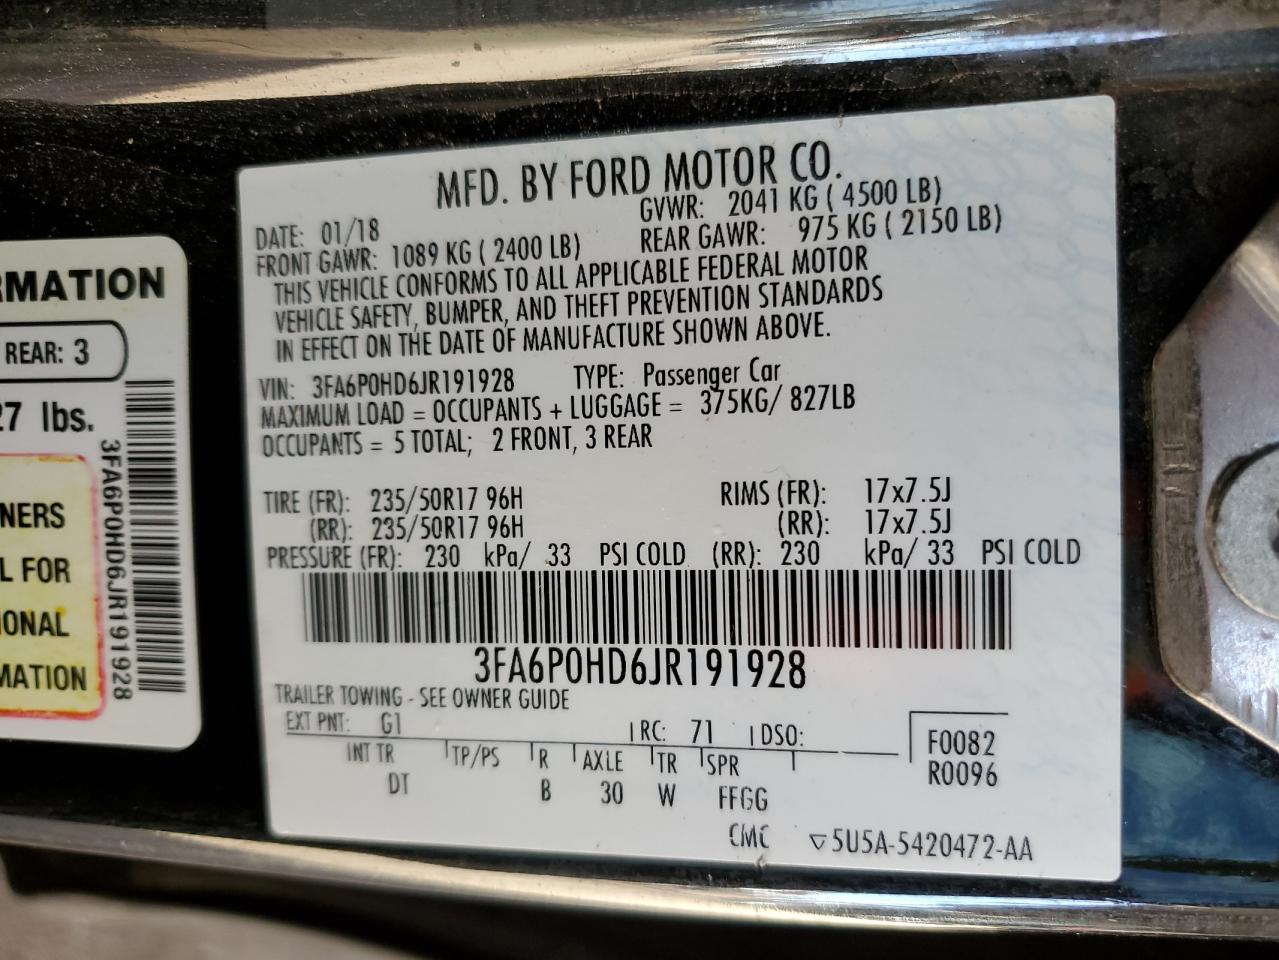 MFD. BY FORD MOTOR CO.
DATE: 01/18 GVWR: 2041 KG ( 4500 LB)
FRONT GAWR: 1089 KG ( 2400 LB) REAR GAWR: 975 KG ( 2150 LB)
THIS VEHICLE CONFORMS TO ALL APPLICABLE FEDERAL MOTOR
VEHICLE SAFETY, BUMPER, AND THEFT PREVENTION STANDARDS
IN EFFECT ON THE DATE OF MANUFACTURE SHOWN ABOVE.
VIN: 3FA6P0HD6JR191928 TYPE: Passenger Car
MAXIMUM LOAD = OCCUPANTS + LUGGAGE = 375KG/ 827LB
OCCUPANTS = 5 TOTAL; 2 FRONT, 3 REAR
TIRE (FR): 235/50R17 96H RIMS (FR): 17x7.5J
(RR): 235/50R17 96H (RR): 17x7.5J
PRESSURE (FR): 230 kPa/ 33 PSI COLD (RR): 230 kPa/ 33 PSI COLD
3FA6P0HD6JR191928
TRAILER TOWING - SEE OWNER GUIDE
EXT PNT: G1 RC: 71 DSO:
INT TR TP/PS R AXLE TR SPR
DT B 30 W FFGG
F0082
R0096
CMC ▽5U5A-5420472-AA
RMATION
REAR: 3
27 lbs.
NERS
L FOR
IONAL
MATION
3FA6P0HD6JR191928